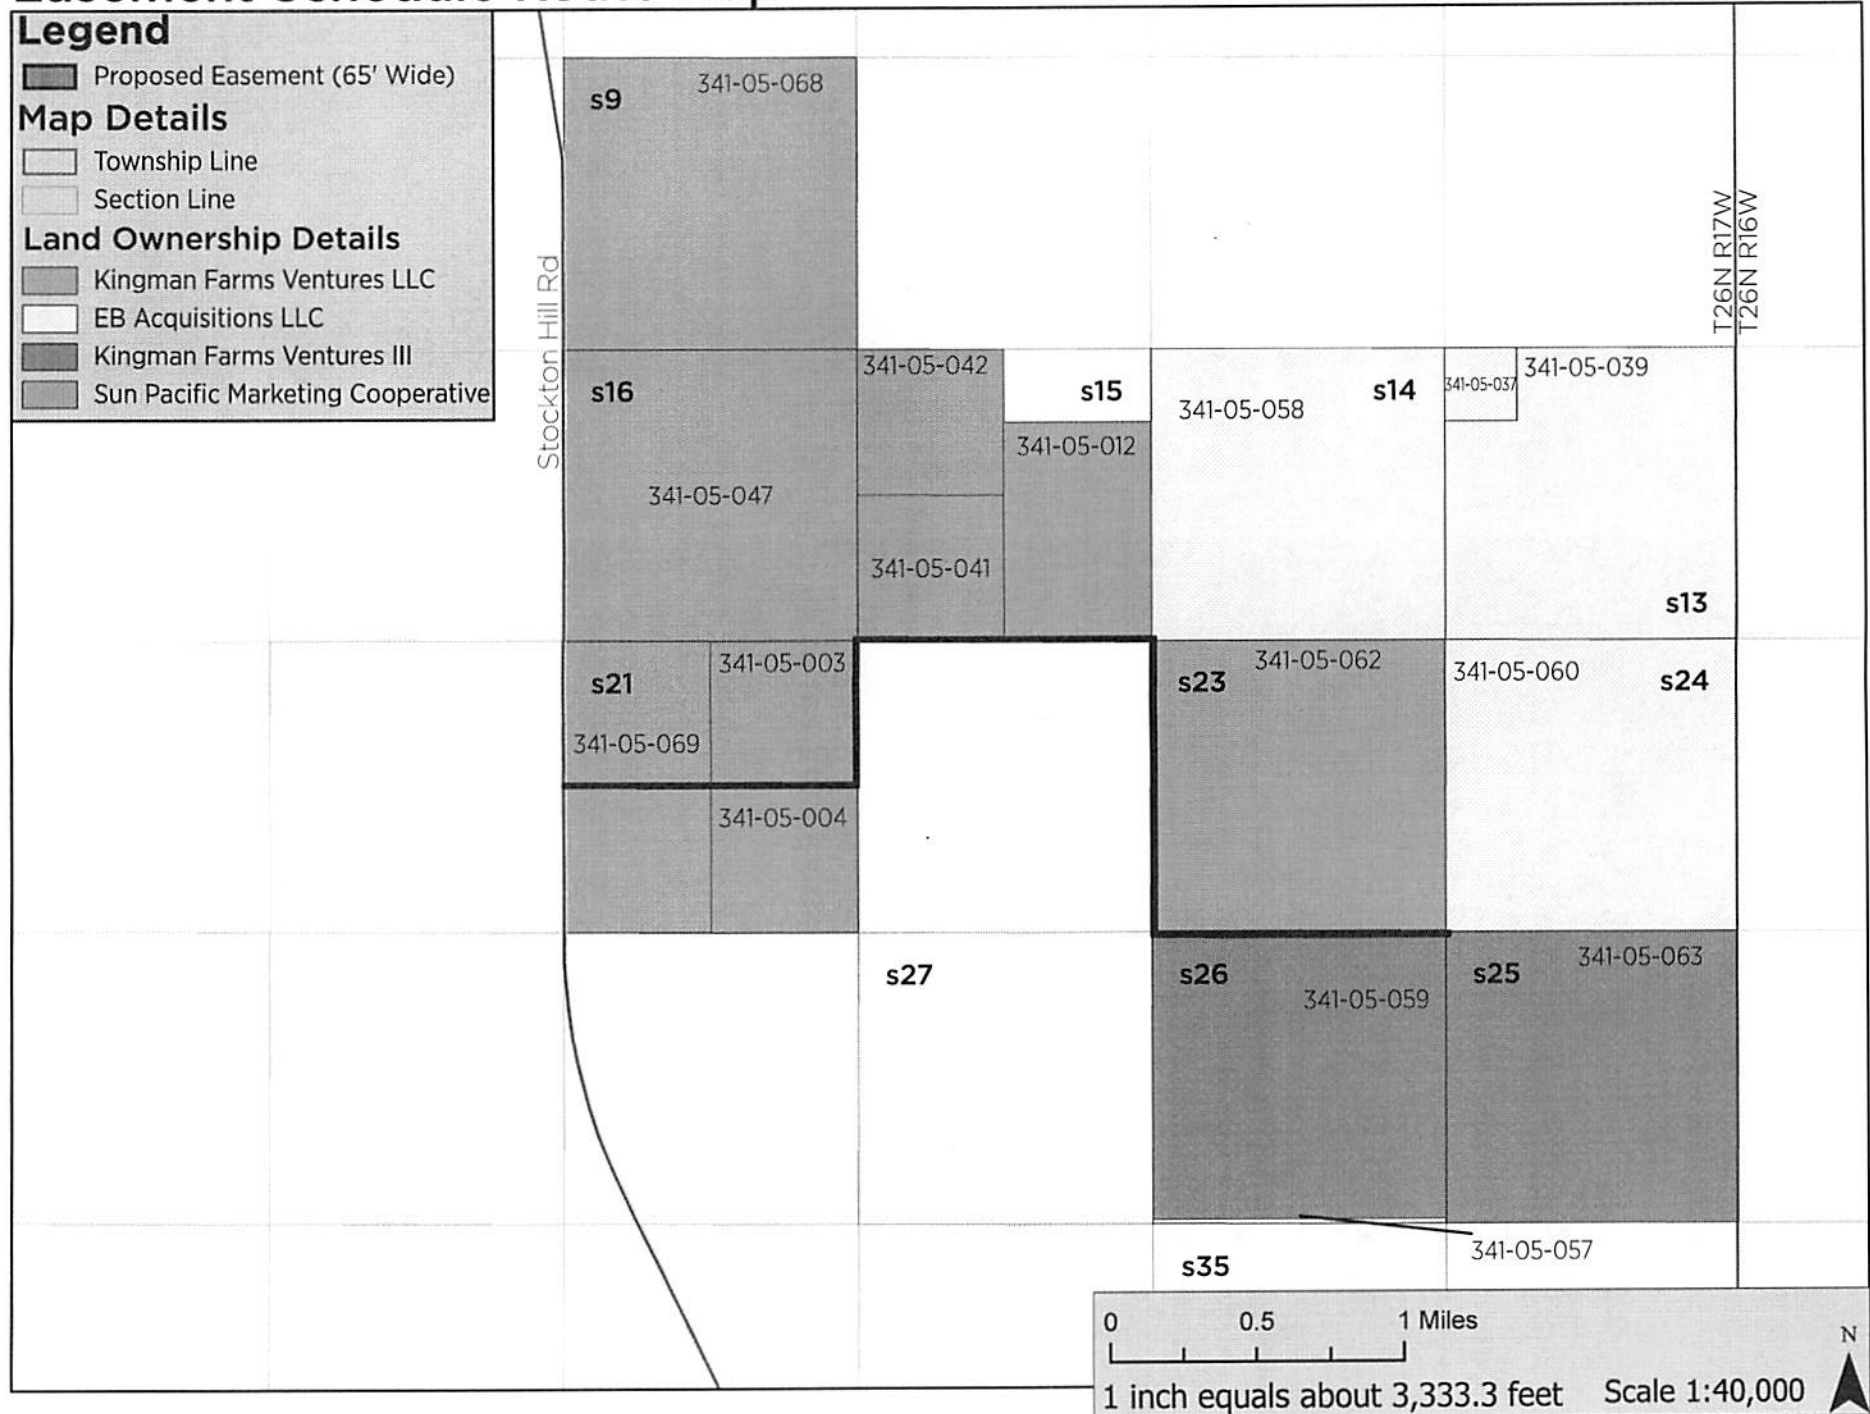 Legend
Proposed Easement (65' Wide)
Map Details
Township Line
Section Line
Land Ownership Details
Kingman Farms Ventures LLC
EB Acquisitions LLC
Kingman Farms Ventures III
Sun Pacific Marketing Cooperative
Stockton Hill Rd
T26N R17W
T26N R16W
s9
341-05-068
s16
341-05-047
341-05-042
341-05-041
s15
341-05-012
341-05-058
s14
341-05-037
341-05-039
s13
s21
341-05-003
341-05-069
341-05-004
s23
341-05-062
341-05-060
s24
s27
s26
341-05-059
s25
341-05-063
341-05-057
s35
0 0.5 1 Miles
1 inch equals about 3,333.3 feet Scale 1:40,000
N